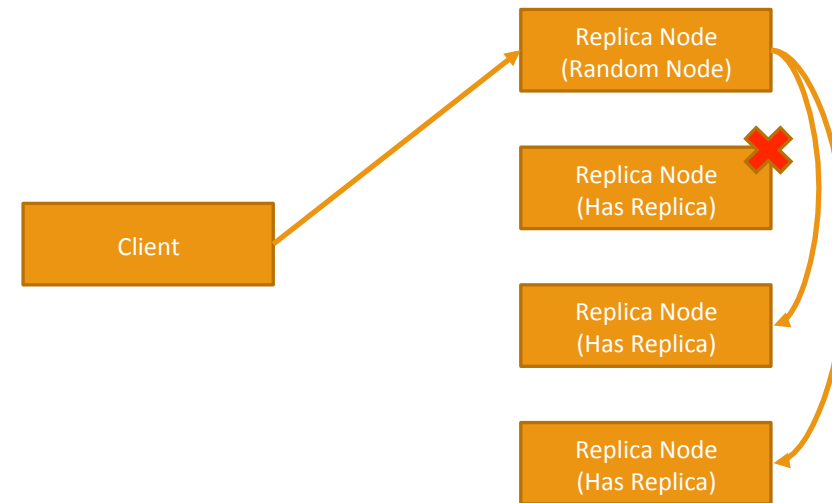 Replica Node
(Random Node)
Replica Node
(Has Replica)
Client
Replica Node
(Has Replica)
Replica Node
(Has Replica)